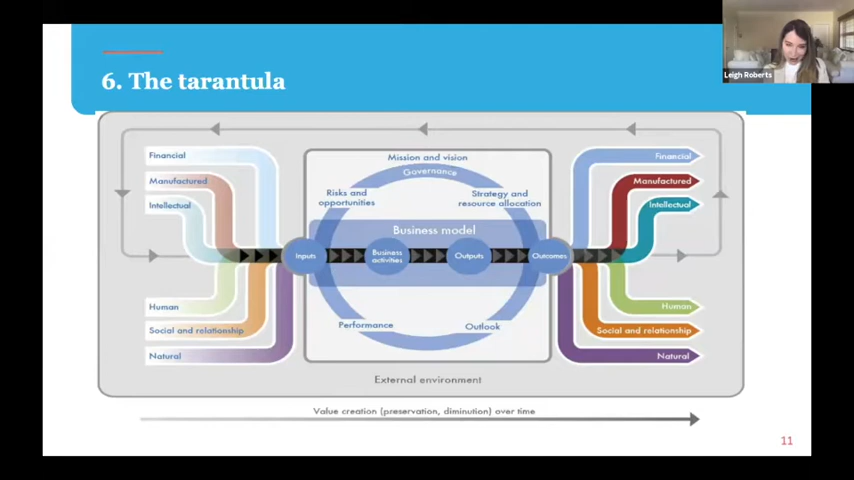 6. The tarantula
Leigh Roberts
Financial
Manufactured
Intellectual
Human
Social and relationship
Natural
Mission and vision
Governance
Risks and
opportunities
Strategy and
resource allocation
Business model
Inputs
Business
activities
Outputs
Outcomes
Performance
Outlook
Financial
Manufactured
Intellectual
Human
Social and relationship
Natural
External environment
Value creation (preservation, diminution) over time
11